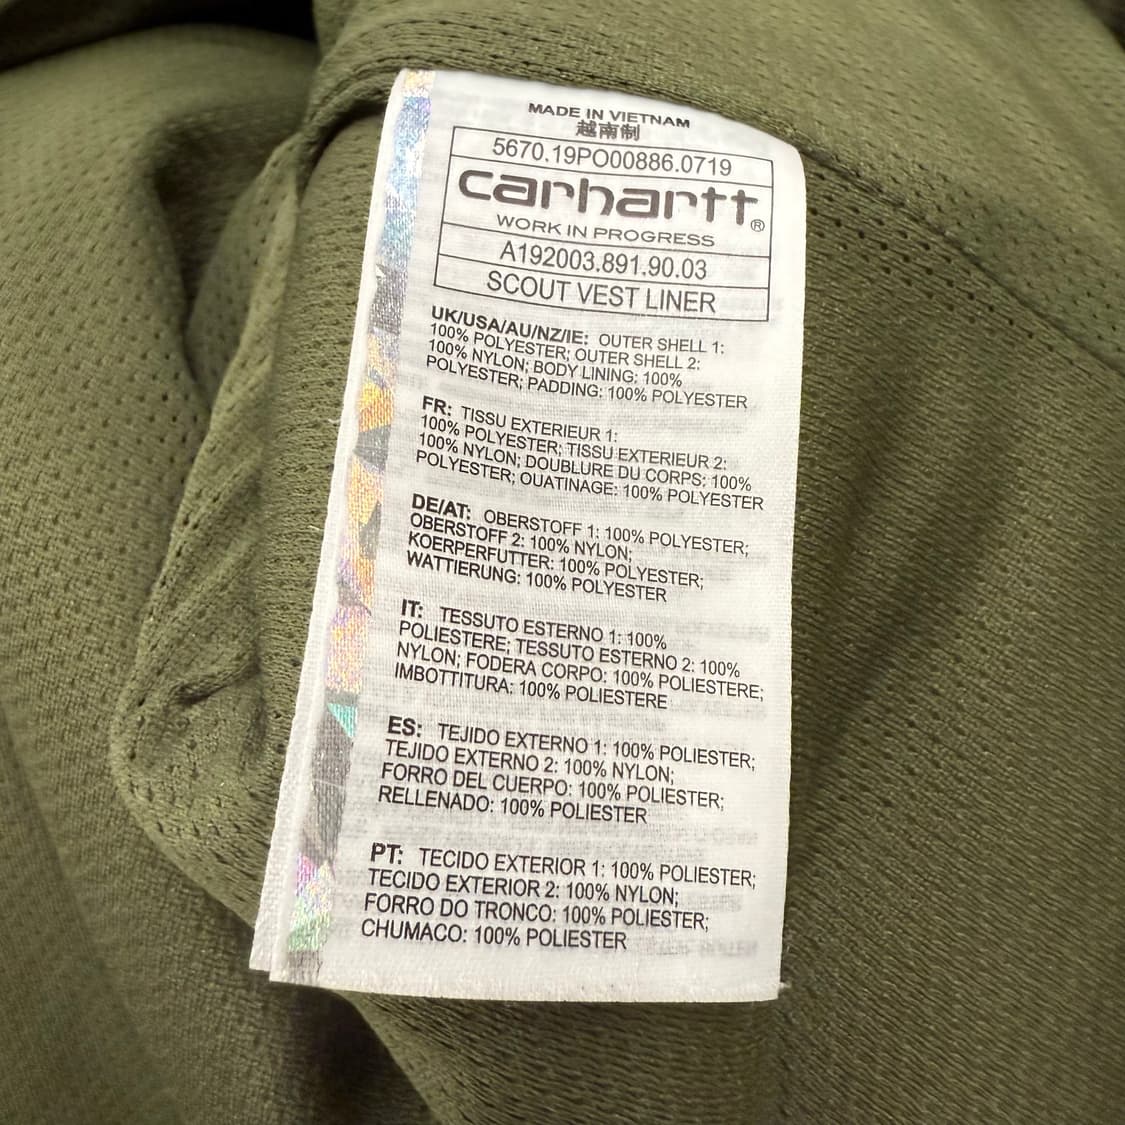 MADE IN VIETNAM
越南制
5670.19PO00886.0719
carhartt®
WORK IN PROGRESS
A192003.891.90.03
SCOUT VEST LINER
UK/USA/AU/NZ/IE: OUTER SHELL 1:
100% POLYESTER; OUTER SHELL 2:
100% NYLON; BODY LINING: 100%
POLYESTER; PADDING: 100% POLYESTER
FR: TISSU EXTERIEUR 1:
100% POLYESTER; TISSU EXTERIEUR 2:
100% NYLON; DOUBLURE DU CORPS: 100%
POLYESTER; OUATINAGE: 100% POLYESTER
DE/AT: OBERSTOFF 1: 100% POLYESTER;
OBERSTOFF 2: 100% NYLON;
KOERPERFUTTER: 100% POLYESTER;
WATTIERUNG: 100% POLYESTER
IT: TESSUTO ESTERNO 1: 100%
POLIESTERE; TESSUTO ESTERNO 2: 100%
NYLON; FODERA CORPO: 100% POLIESTERE;
IMBOTTITURA: 100% POLIESTERE
ES: TEJIDO EXTERNO 1: 100% POLIESTER;
TEJIDO EXTERNO 2: 100% NYLON;
FORRO DEL CUERPO: 100% POLIESTER;
RELLENADO: 100% POLIESTER
PT: TECIDO EXTERIOR 1: 100% POLIESTER;
TECIDO EXTERIOR 2: 100% NYLON;
FORRO DO TRONCO: 100% POLIESTER;
CHUMACO: 100% POLIESTER